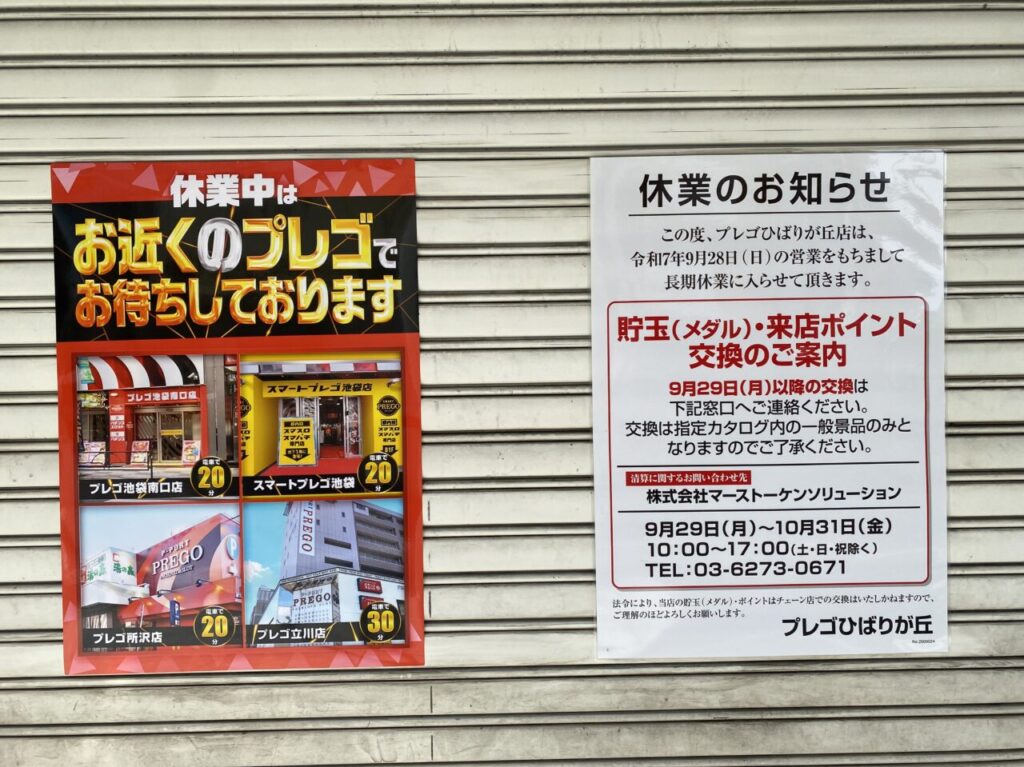 休業中は
お近くのプレゴで
お待ちしております
プレゴ池袋南口店
プレゴ池袋南口店
電車で
20
分
スマートプレゴ池袋店
PREGO
スマスロ
スマパチ
専門店
スマートプレゴ池袋
電車で
20
分
P-PORT
PREGO
プレゴ所沢店
電車で
20
分
PREGO
P-PORT
PREGO
プレゴ立川店
電車で
30
分
休業のお知らせ
この度、プレゴひばりが丘店は、
令和7年9月28日（日）の営業をもちまして
長期休業に入らせて頂きます。
貯玉（メダル）・来店ポイント
交換のご案内
9月29日（月）以降の交換は
下記窓口へご連絡ください。
交換は指定カタログ内の一般景品のみと
なりますのでご了承ください。
清算に関するお問い合わせ先
株式会社マーストーケンソリューション
9月29日（月）～10月31日（金）
10：00～17：00（土・日・祝除く）
TEL：03-6273-0671
法令により、当店の貯玉（メダル）・ポイントはチェーン店での交換はいたしかねますので、
ご理解のほどよろしくお願いします。
プレゴひばりが丘